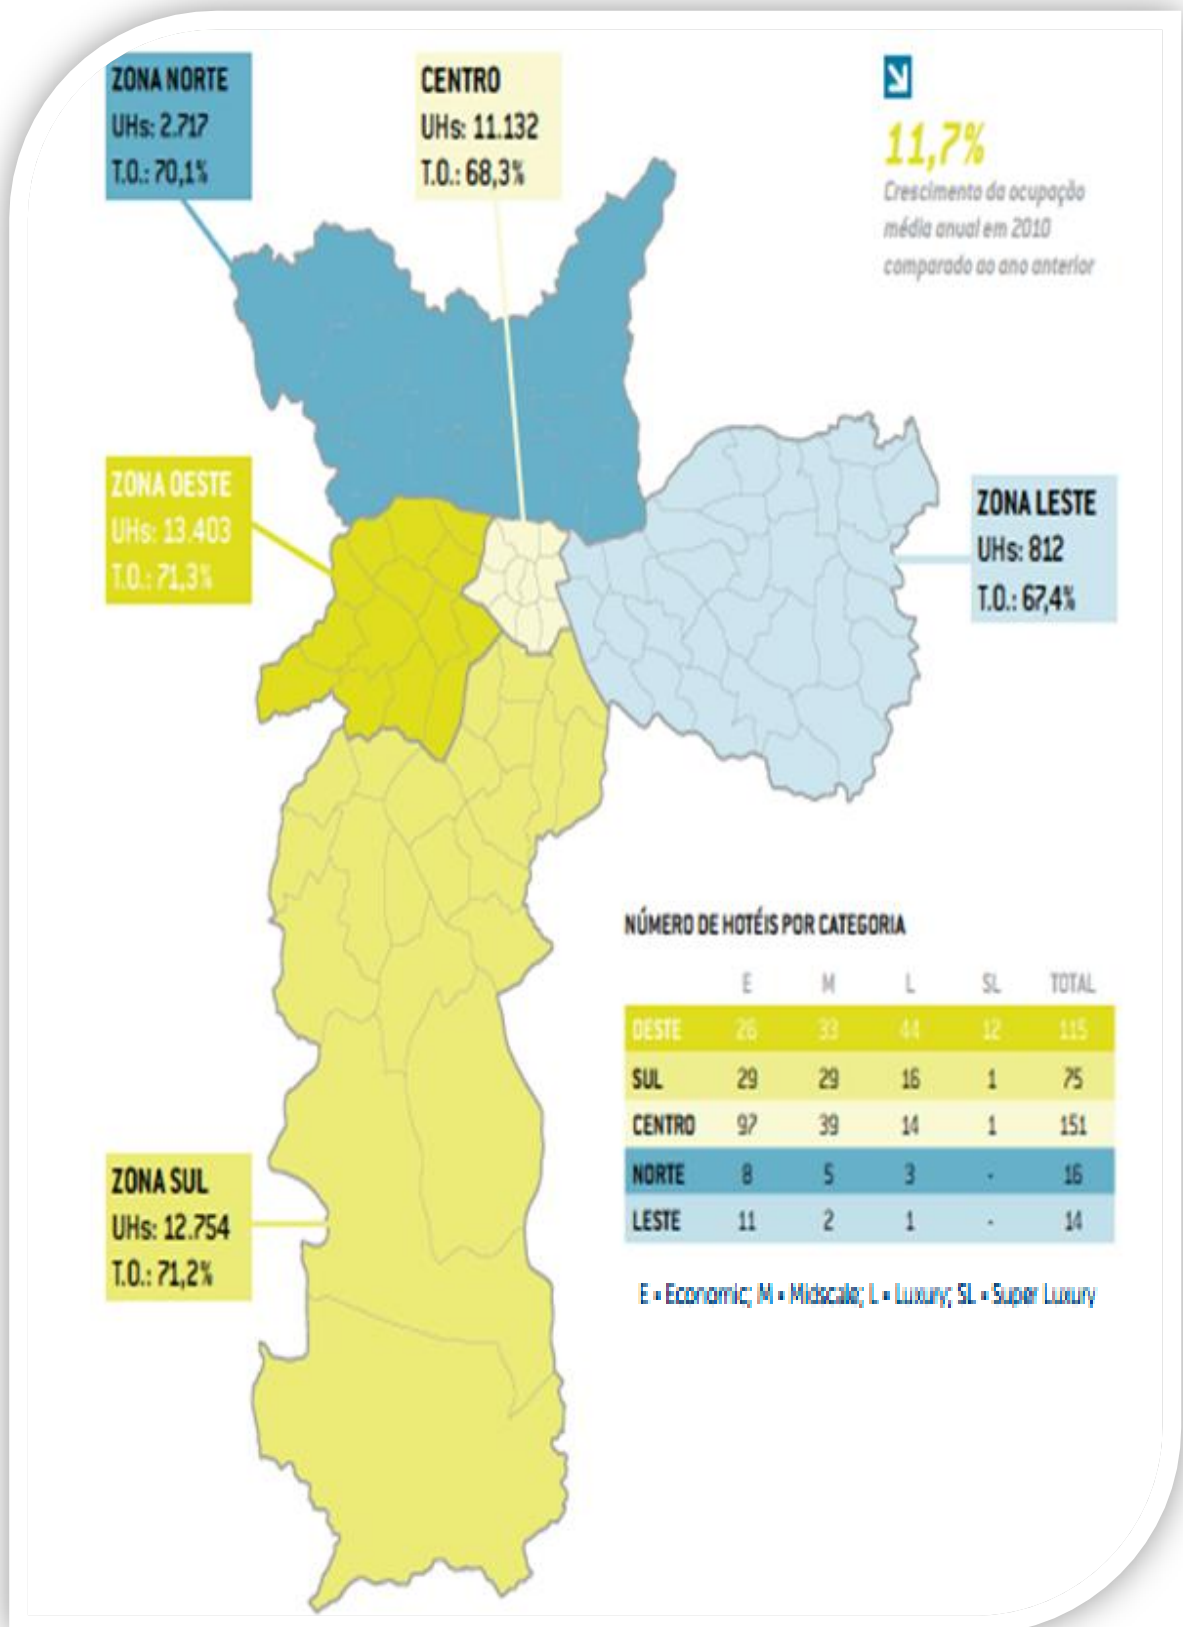 ZONA NORTE
UHs: 2.717
T.O.: 70,1%
CENTRO
UHs: 11.132
T.O.: 68,3%
11,7%
Crescimento da ocupação
média anual em 2010
comparado ao ano anterior
ZONA OESTE
UHs: 13.403
T.O.: 71,3%
ZONA LESTE
UHs: 812
T.O.: 67,4%
NÚMERO DE HOTÉIS POR CATEGORIA
E M L SL TOTAL
OESTE 26 33 44 12 115
SUL 29 29 16 1 75
CENTRO 97 39 14 1 151
NORTE 8 5 3 - 16
LESTE 11 2 1 - 14
E = Economic; M = Midscale; L = Luxury; SL = Super Luxury
ZONA SUL
UHs: 12.754
T.O.: 71,2%